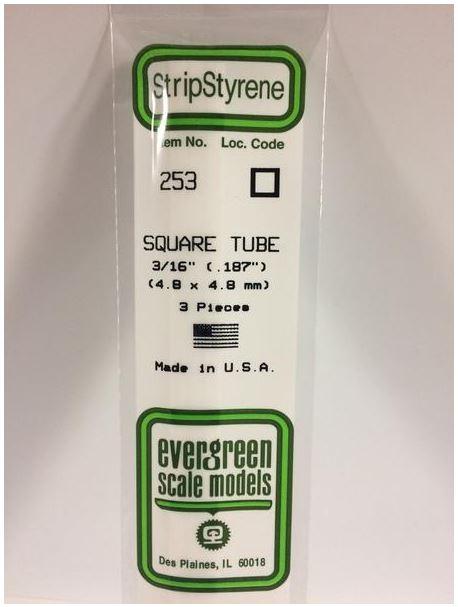 StripStyrene
Item No. Loc. Code
253
SQUARE TUBE
3/16" (.187")
(4.8 x 4.8 mm)
3 Pieces
Made in U.S.A.
evergreen
scale models
Des Plaines, IL 60018